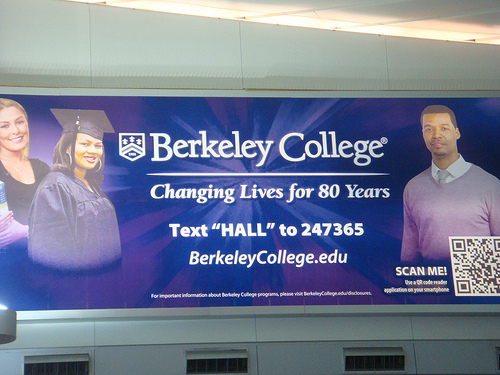 Berkeley College®
Changing Lives for 80 Years
Text "HALL" to 247365
BerkeleyCollege.edu
For important information about Berkeley College programs, please visit BerkeleyCollege.edu/disclosures.
SCAN ME!
Use a QR code reader
application on your smartphone